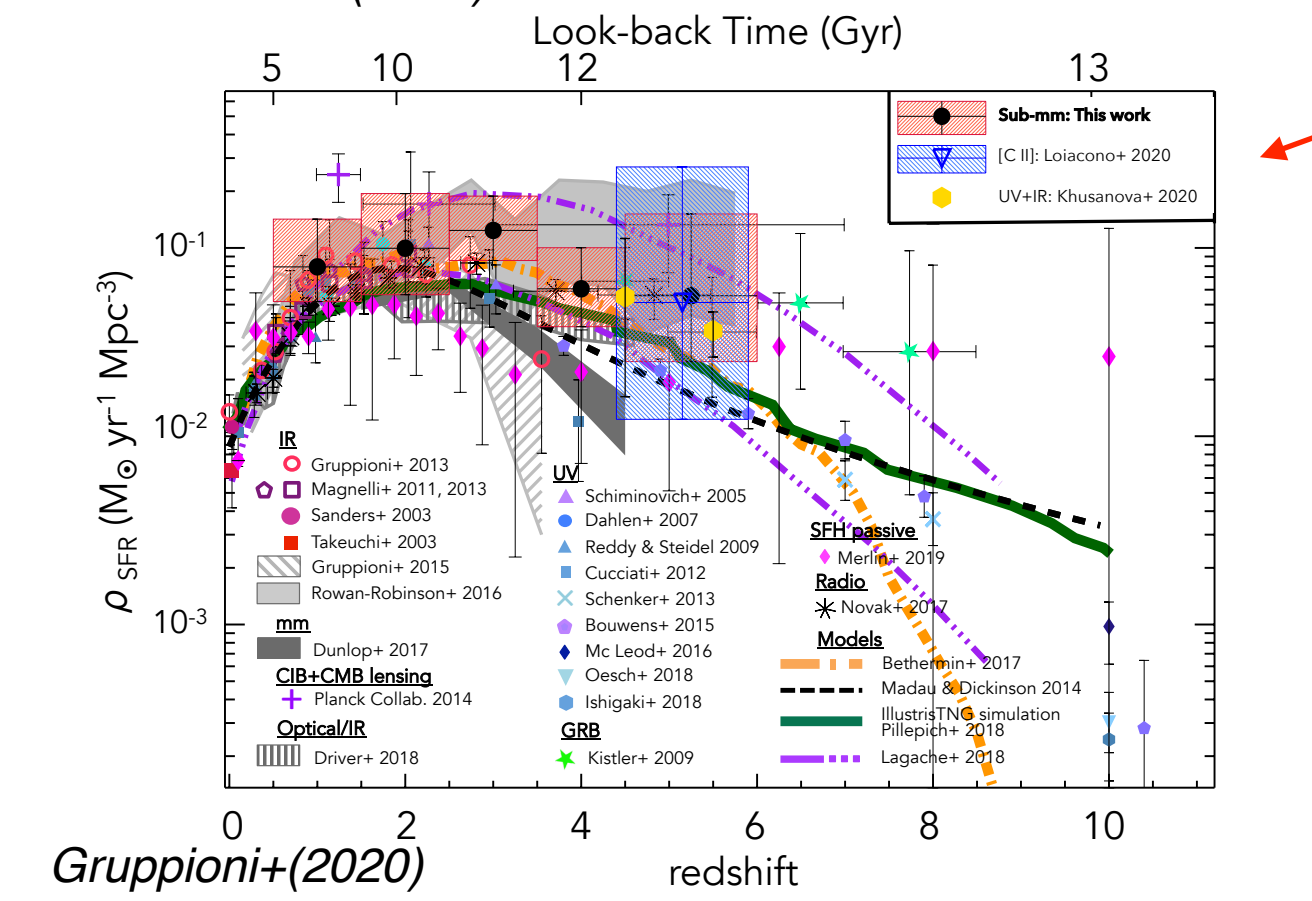 Look-back Time (Gyr)
5 10 12 13
Sub-mm: This work
[C II]: Loiacono+ 2020
UV+IR: Khusanova+ 2020
10-1
10-2
10-3
ρ SFR (M⊙ yr-1 Mpc-3)
IR
Gruppioni+ 2013
Magnelli+ 2011, 2013
Sanders+ 2003
Takeuchi+ 2003
Gruppioni+ 2015
Rowan-Robinson+ 2016
mm
Dunlop+ 2017
CIB+CMB lensing
Planck Collab. 2014
Optical/IR
Driver+ 2018
UV
Schiminovich+ 2005
Dahlen+ 2007
Reddy & Steidel 2009
Cucciati+ 2012
Schenker+ 2013
Bouwens+ 2015
Mc Leod+ 2016
Oesch+ 2018
Ishigaki+ 2018
GRB
Kistler+ 2009
SFH passive
Merlin+ 2019
Radio
Novak+ 2017
Models
Bethermin+ 2017
Madau & Dickinson 2014
IllustrisTNG simulation
Pillepich+ 2018
Lagache+ 2018
0 2 4 6 8 10
redshift
Gruppioni+(2020)